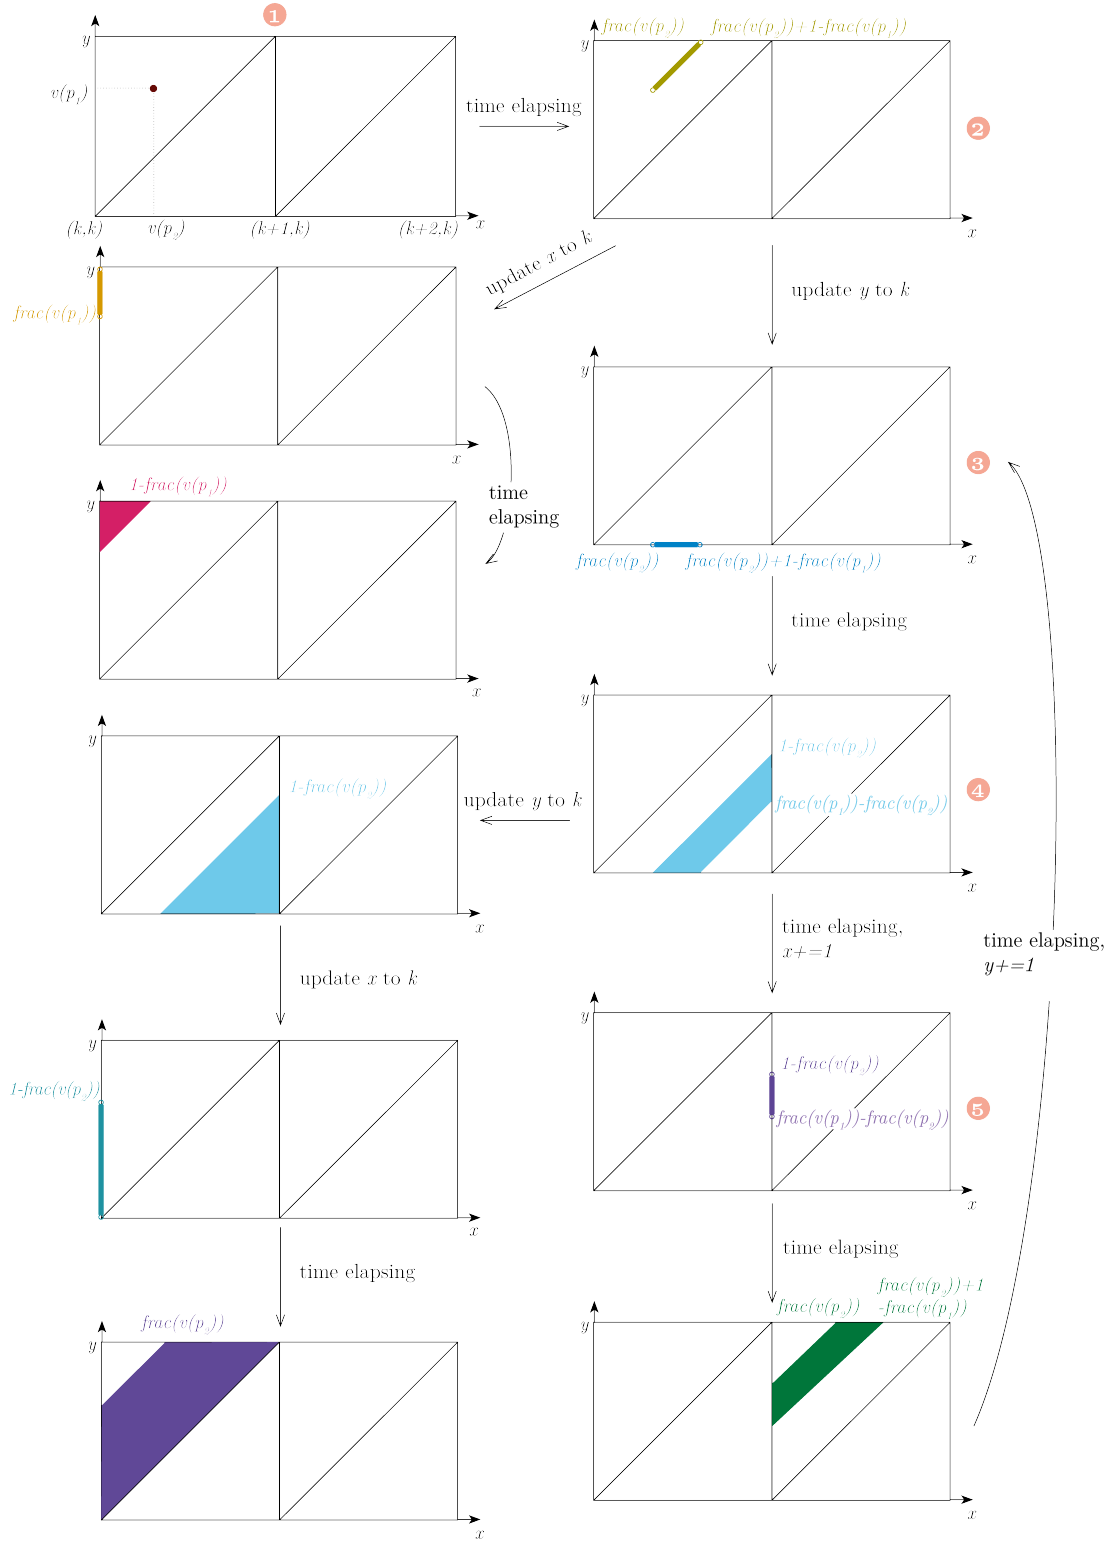 1
y
v(p1)
(k,k)
v(p2)
(k+1,k)
(k+2,k)
x
time elapsing
frac(v(p2))
frac(v(p2))+1-frac(v(p1))
y
2
x
update x to k
update y to k
y
frac(v(p1))
x
time
elapsing
y
3
x
frac(v(p2))
frac(v(p2))+1-frac(v(p1))
1-frac(v(p1))
y
x
time elapsing
y
1-frac(v(p2))
frac(v(p1))-frac(v(p2))
4
x
update y to k
y
1-frac(v(p2))
x
time elapsing,
x+=1
time elapsing,
y+=1
update x to k
y
1-frac(v(p2))
x
y
1-frac(v(p2))
frac(v(p1))-frac(v(p2))
5
x
time elapsing
time elapsing
frac(v(p2))
y
x
frac(v(p2))
frac(v(p2))+1
-frac(v(p1))
y
x